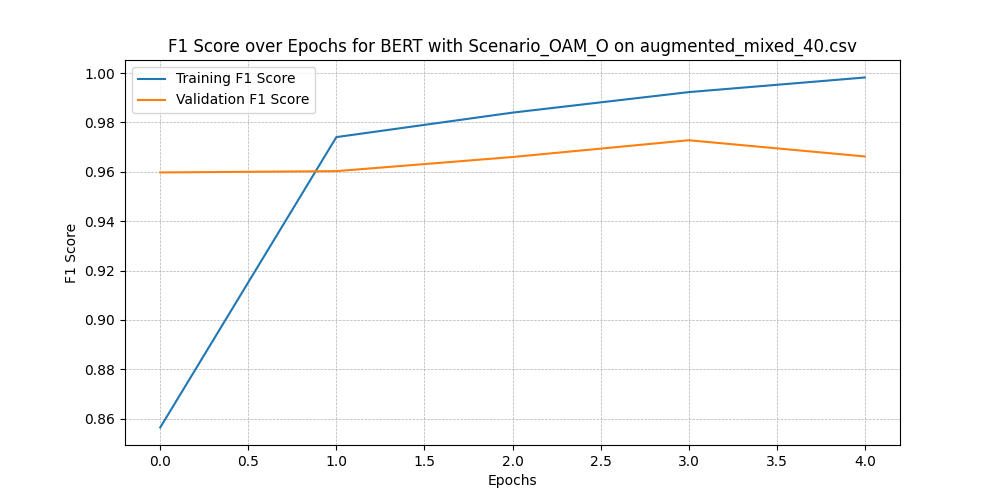 F1 Score over Epochs for BERT with Scenario_OAM_O on augmented_mixed_40.csv
Training F1 Score
Validation F1 Score
1.00
0.98
0.96
0.94
0.92
0.90
0.88
0.86
F1 Score
0.0 0.5 1.0 1.5 2.0 2.5 3.0 3.5 4.0
Epochs